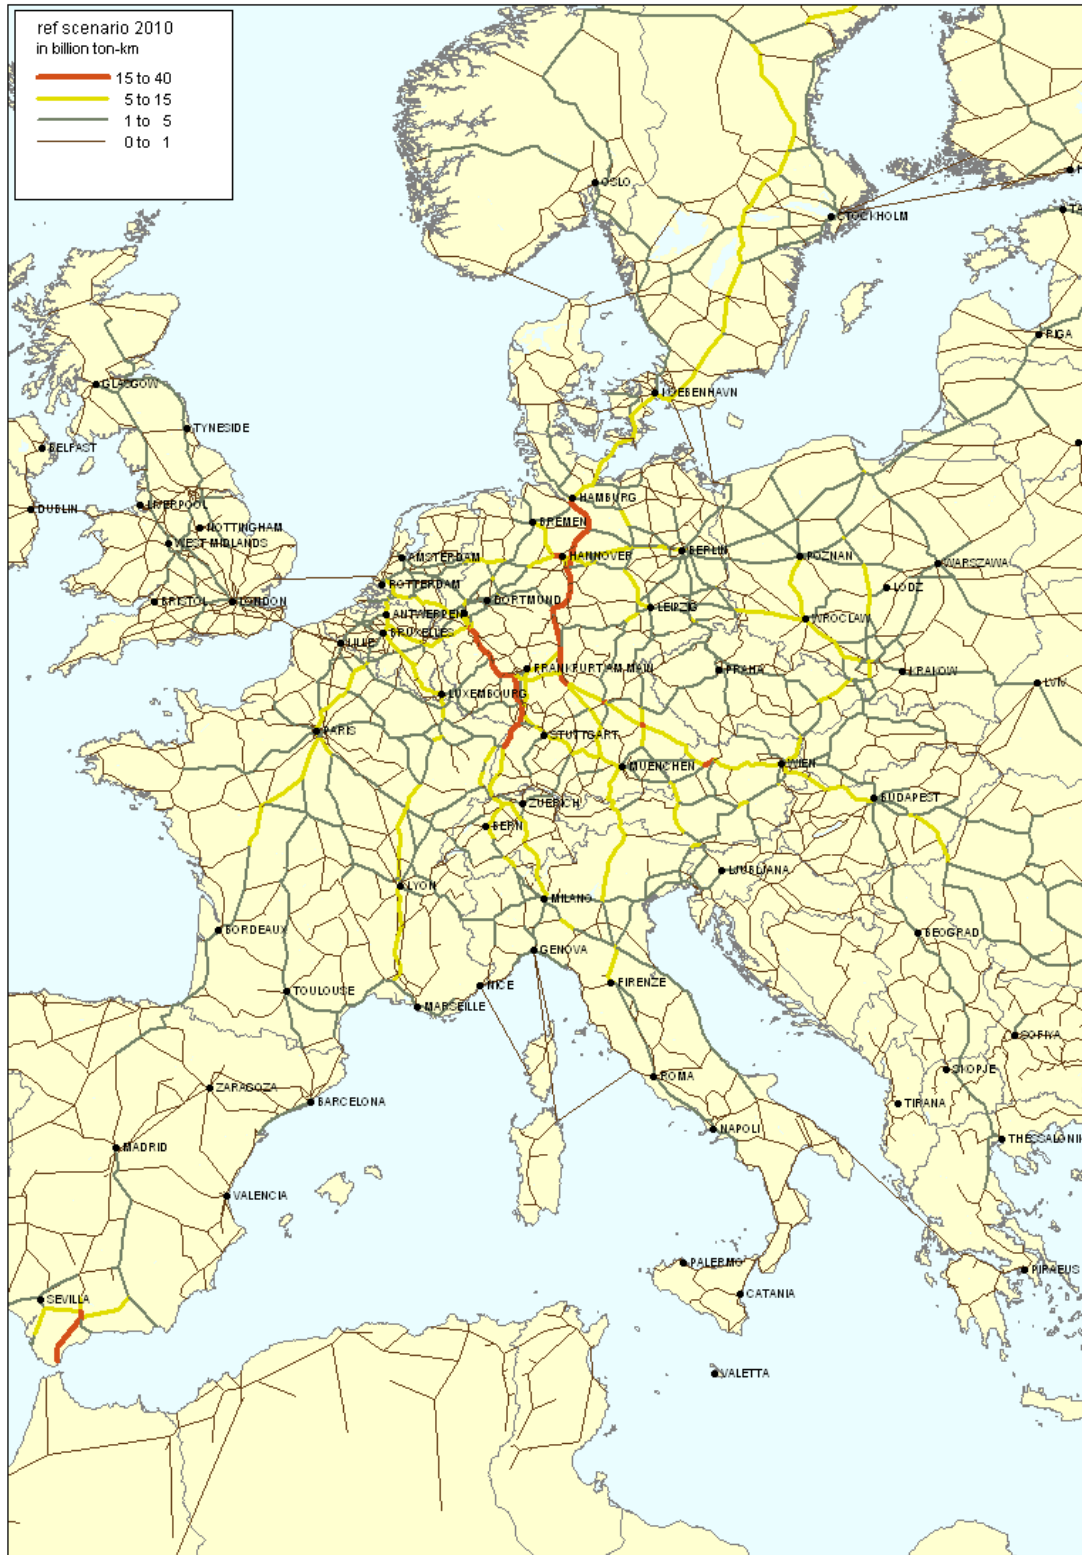 ref scenario 2010
in billion ton-km
15 to 40
5 to 15
1 to 5
0 to 1
OSLO
STOCKHOLM
H
TA
RIGA
GLASGOW
KOEBENHAVN
TYNESIDE
BELFAST
HAMBURG
DUBLIN
LIVERPOOL
BREMEN
NOTTINGHAM
WEST-MIDLANDS
AMSTERDAM
HANNOVER
BERLIN
POZNAN
WARSZAWA
ROTTERDAM
LODZ
BRISTOL
LONDON
DORTMUND
LEIPZIG
ANTWERPEN
WROCLAW
BRUXELLES
LILLE
FRANKFURT AM MAIN
PRAHA
KRAKOW
LVIV
LUXEMBOURG
PARIS
STUTTGART
MUENCHEN
WIEN
BUDAPEST
ZUERICH
BERN
LJUBLJANA
LYON
MILANO
BORDEAUX
BEOGRAD
GENOVA
TOULOUSE
NICE
FIRENZE
MARSEILLE
SOFIYA
SKOPJE
ROMA
ZARAGOZA
BARCELONA
TIRANA
NAPOLI
THESSALONIK
MADRID
VALENCIA
PALERMO
PIRAEUS
SEVILLA
CATANIA
VALETTA